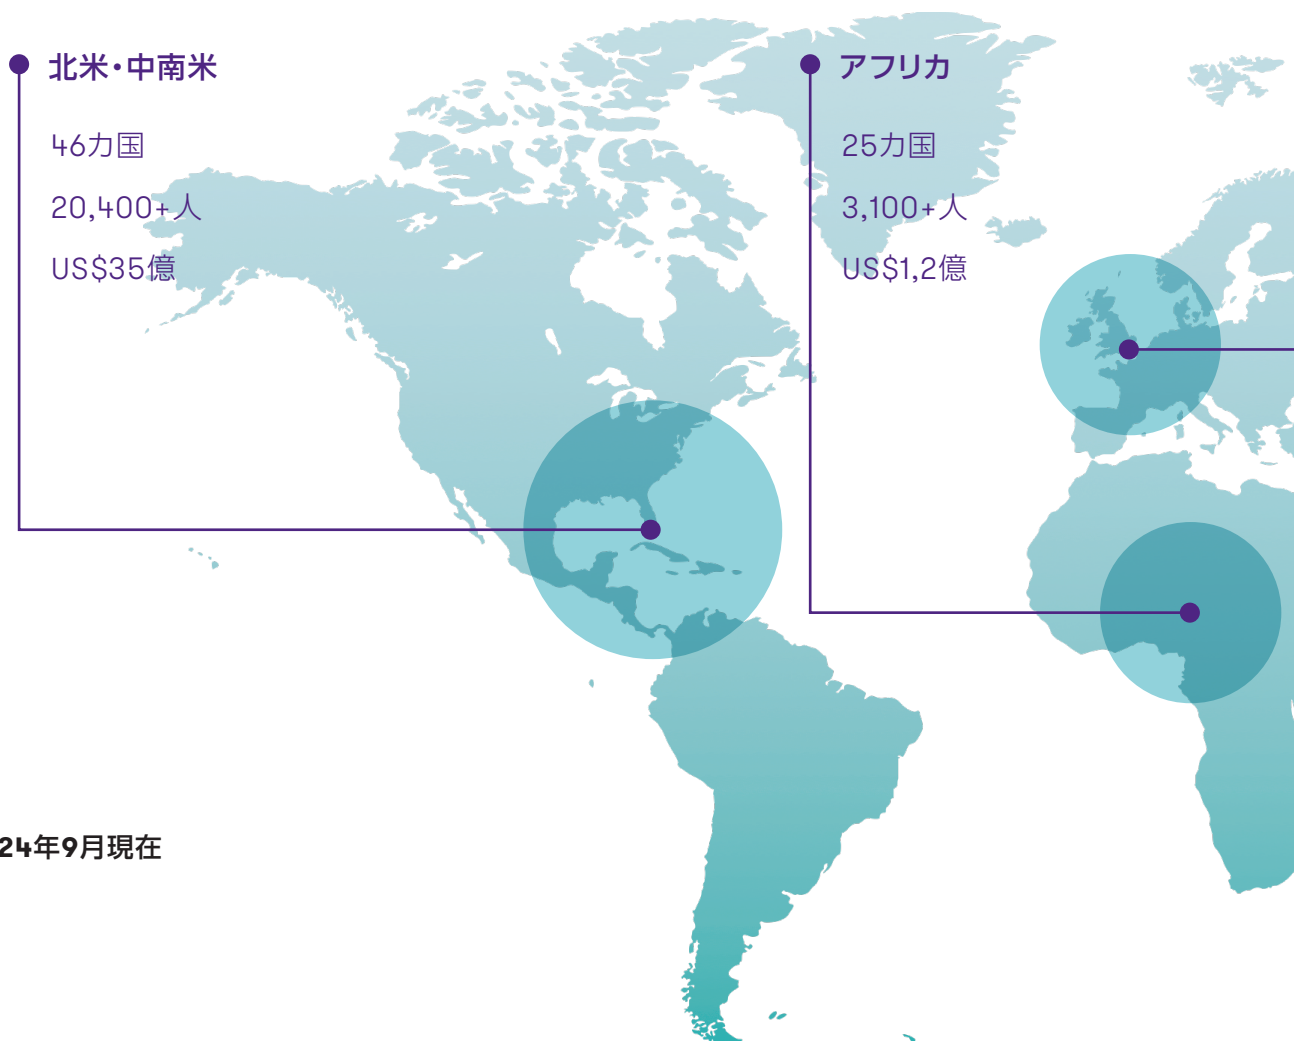 北米・中南米
46カ国
20,400+人
US$35億
アフリカ
25カ国
3,100+人
US$1,2億
24年9月現在